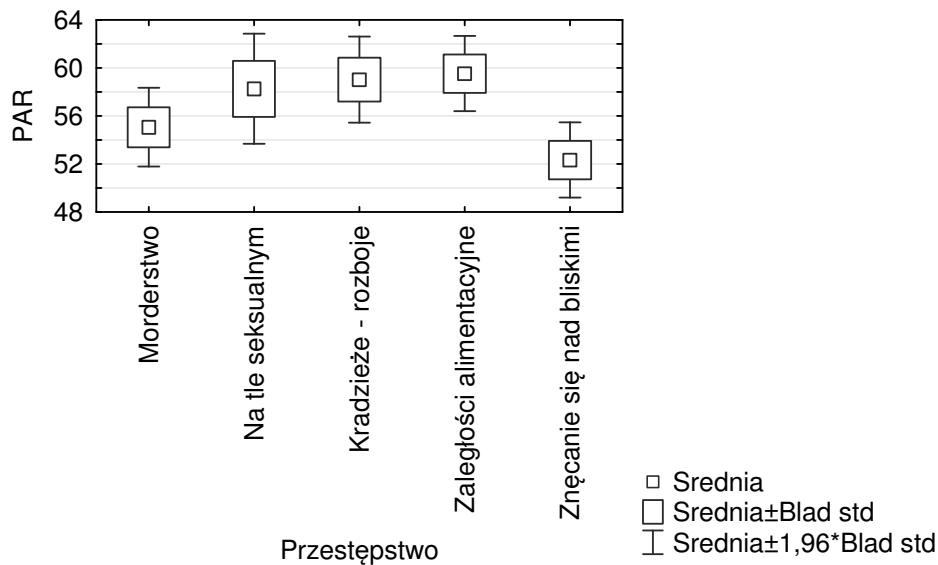 64
60
56
52
48
PAR
Morderstwo
Na tle seksualnym
Kradzieże - rozboje
Zaległości alimentacyjne
Znęcanie się nad bliskimi
Przestępstwo
Srednia
Srednia±Blad std
Srednia±1,96*Blad std